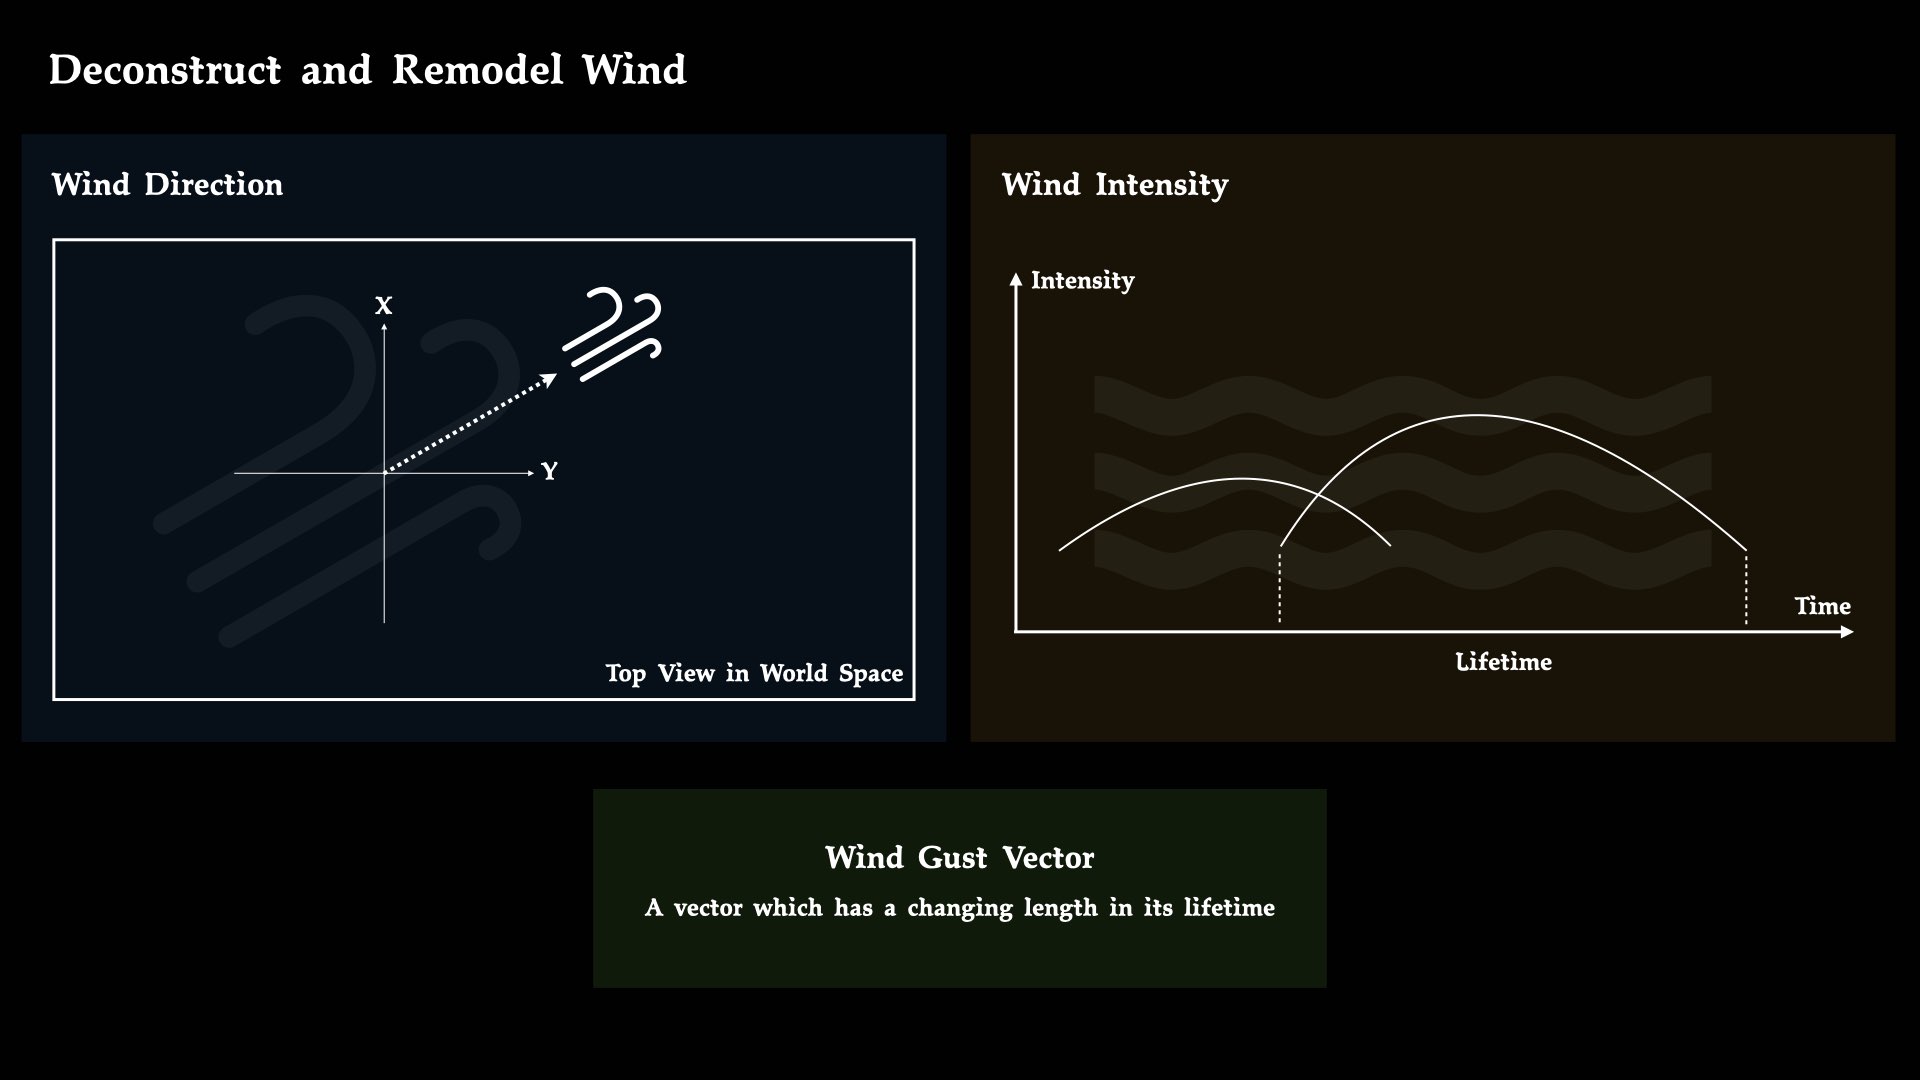 Deconstruct and Remodel Wind
Wind Direction
X
Y
Top View in World Space
Wind Intensity
Intensity
Time
Lifetime
Wind Gust Vector
A vector which has a changing length in its lifetime